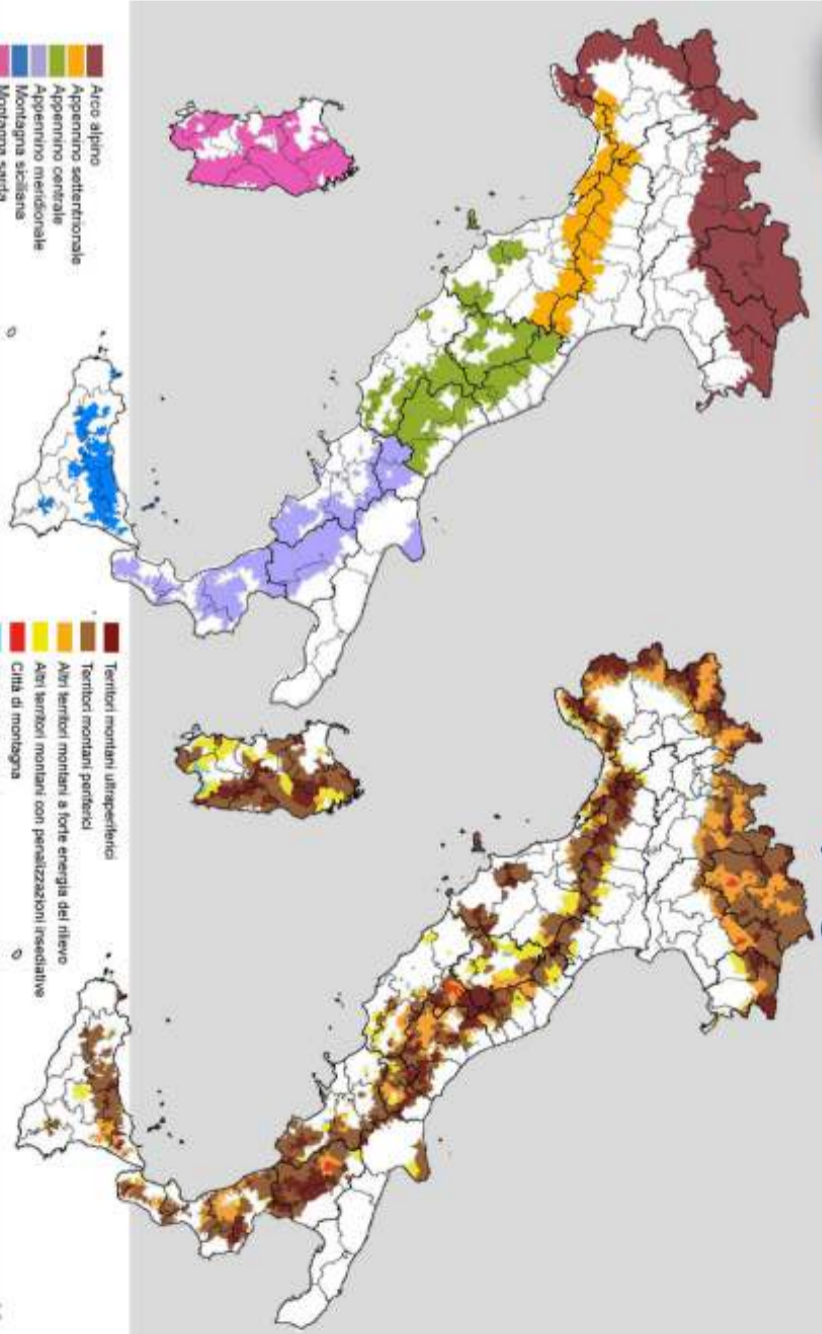 Arco alpino
Appennino settentrionale
Appennino centrale
Appennino meridionale
Montagna siciliana
Montagna sarda
Territori montani ultraperiferici
Territori montani periferici
Altri territori montani a forte energia del rilievo
Altri territori montani con penalizzazioni insediative
Città di montagna